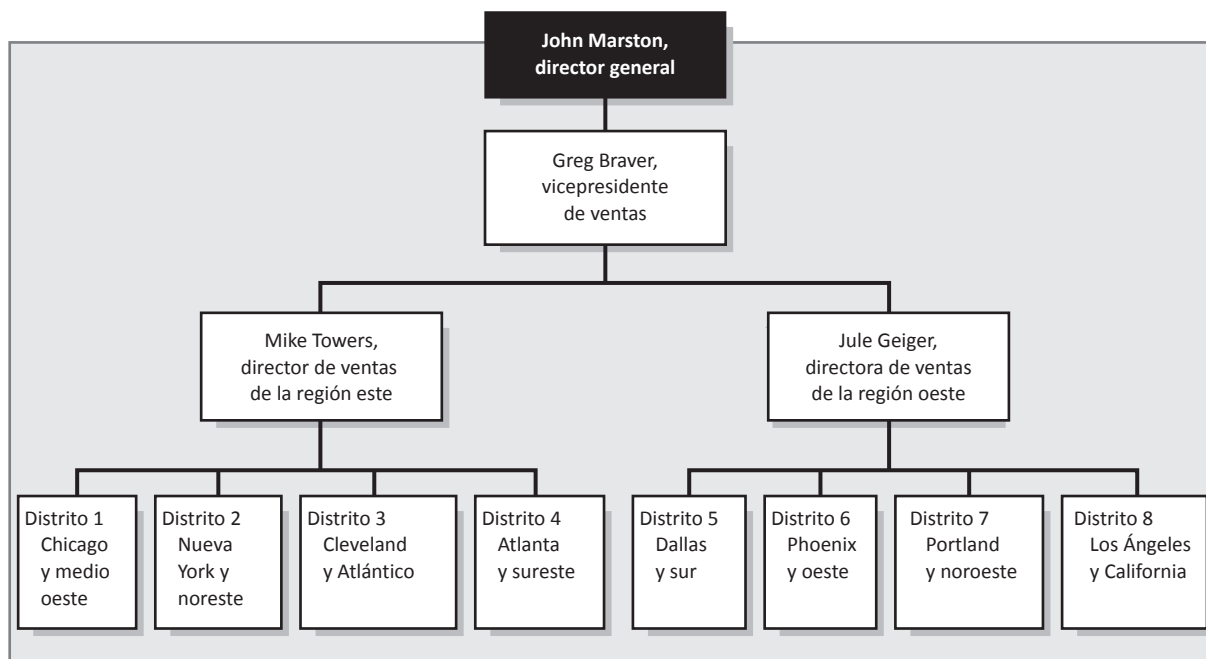 John Marston,
director general
Greg Braver,
vicepresidente
de ventas
Mike Towers,
director de ventas
de la región este
Jule Geiger,
directora de ventas
de la región oeste
Distrito 1
Chicago
y medio
oeste
Distrito 2
Nueva
York y
noreste
Distrito 3
Cleveland
y Atlántico
Distrito 4
Atlanta
y sureste
Distrito 5
Dallas
y sur
Distrito 6
Phoenix
y oeste
Distrito 7
Portland
y noroeste
Distrito 8
Los Ángeles
y California